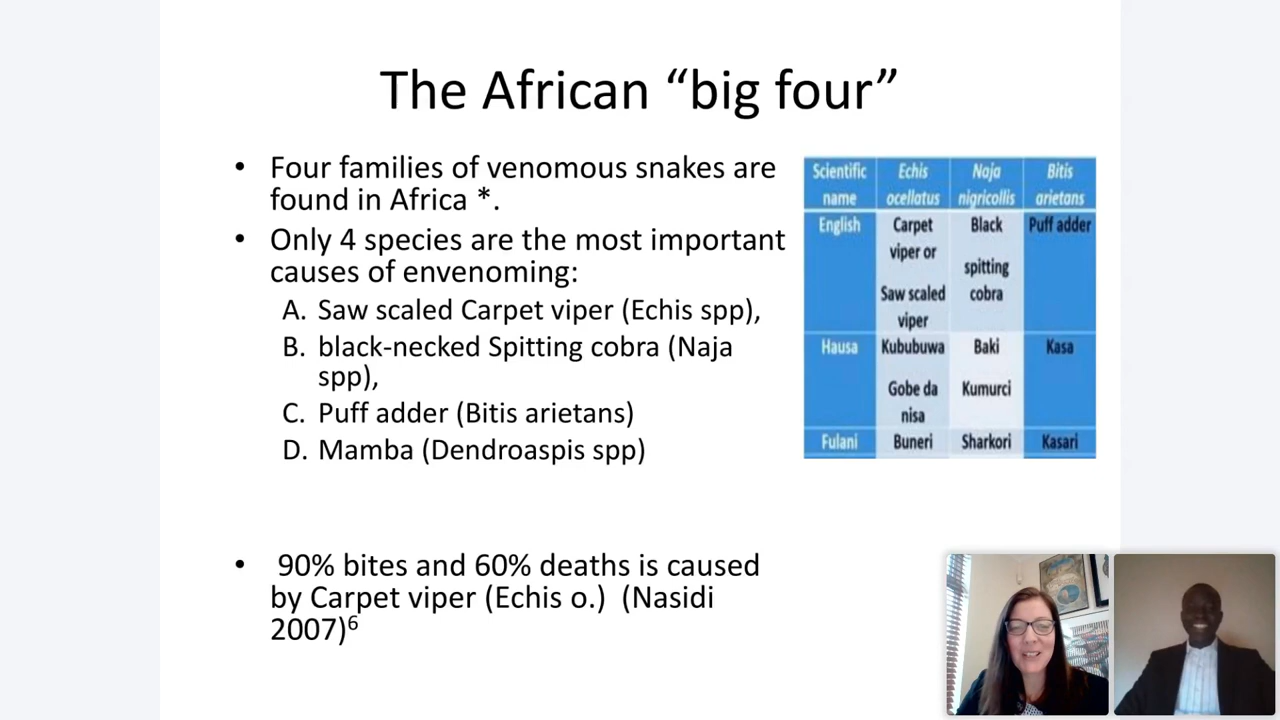 The African “big four”
• Four families of venomous snakes are
found in Africa *.
• Only 4 species are the most important
causes of envenoming:
A. Saw scaled Carpet viper (Echis spp),
B. black-necked Spitting cobra (Naja
spp),
C. Puff adder (Bitis arietans)
D. Mamba (Dendroaspis spp)
• 90% bites and 60% deaths is caused
by Carpet viper (Echis o.) (Nasidi
2007)6
Scientific name Echis ocellatus Naja nigricollis Bitis arietans
English Carpet viper or Saw scaled viper Black spitting cobra Puff adder
Hausa Kububuwa Gobe da nisa Baki Kumurci Kasa
Fulani Buneri Sharkori Kasari